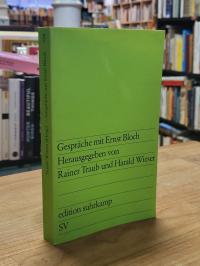 Gespräche mit Ernst Bloch
Herausgegeben von
Rainer Traub und Harald Wieser
edition suhrkamp
SV